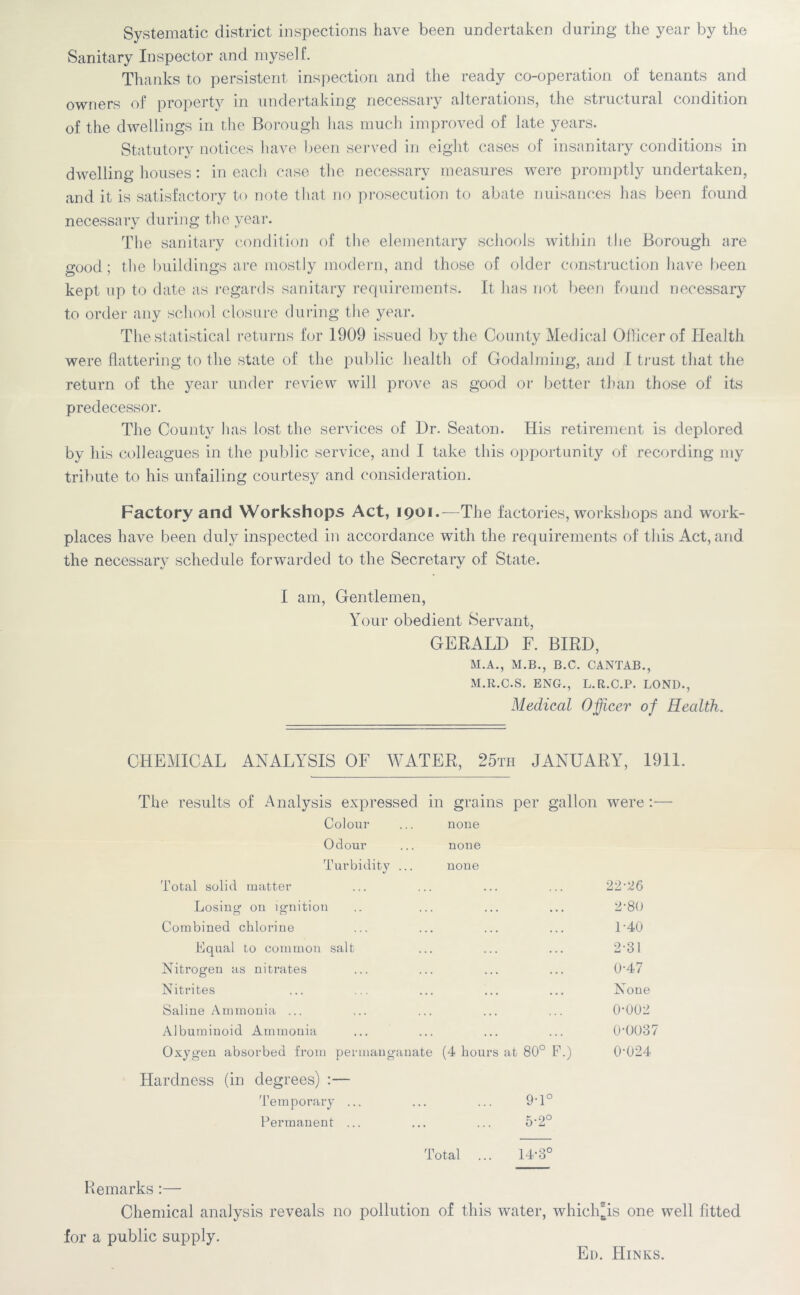 Systematic district inspections have been undertaken during the year by the
Sanitary Inspector and myself.
Thanks to persistent inspection and the ready co-operation of tenants and
owners of property in undertaking necessary alterations, the structural condition
of the dwellings in the Borough has much improved of late years.
Statutory notices have been served in eight cases of insanitary conditions in
dwelling houses: in each case the necessary measures were promptly undertaken,
and it is satisfactory to note that no prosecution to abate nuisances has been found
necessary during the year.
The sanitary condition of the elementary schools within the Borough are
good; the buildings are mostly modern, and those of older construction have been
kept up to date as regards sanitary requirements. It has not been found necessary
to order any school closure during the year.
The statistical returns for 1909 issued by the County Medical Officer of Health
were flattering to the state of the public health of Godalming, and I trust that the
return of the year under review will prove as good or better than those of its
predecessor.
The County has lost the services of Dr. Seaton. His retirement is deplored
by his colleagues in the public service, and I take this opportunity of recording my
tribute to his unfailing courtesy and consideration.
Factory and Workshops Act, 1901.—The factories, workshops and work-
places have been duly inspected in accordance with the requirements of this Act, and
the necessary schedule forwarded to the Secretary of State.
I am, Gentlemen,
Your obedient Servant,
GERALD F. BIRD,
M.A., M.B., B.C. CANTAB.,
M.R.C.S. ENG., L.R.C.P. LOND.,
Medical Officer of Health.
CHEMICAL ANALYSIS OF WATER, 25TH JANUARY, 1911.
The results of Analysis expressed in grains per gallon were:—
Colour ... none
Odour ... none
Turbidity ... none
Total solid matter ... ... ... ... 22·26
Losing on ignition .. ... ... ... 2·80
Combined chlorine ... ... ... ... 1·40
Equal to common salt ... ... ... 2·31
Nitrogen as nitrates ... ... ... ... 0·47
Nitrites ... ... ... ... ... None
Saline Ammonia ... ... ... ... ... 0·002
Albuminoid Ammonia ... ... ... ... 0·0037
Oxygen absorbed from permanganate (4 hours at 80° F.) 0·024
Hardness (in degrees) :—
Temporary ... ... ... 9·1°
Permanent ... ... ... 5·2°
Total ... 14·3°
Remarks:—
Chemical analysis reveals no pollution of this water, which is one well fitted
for a public supply.
ED. HINKS.